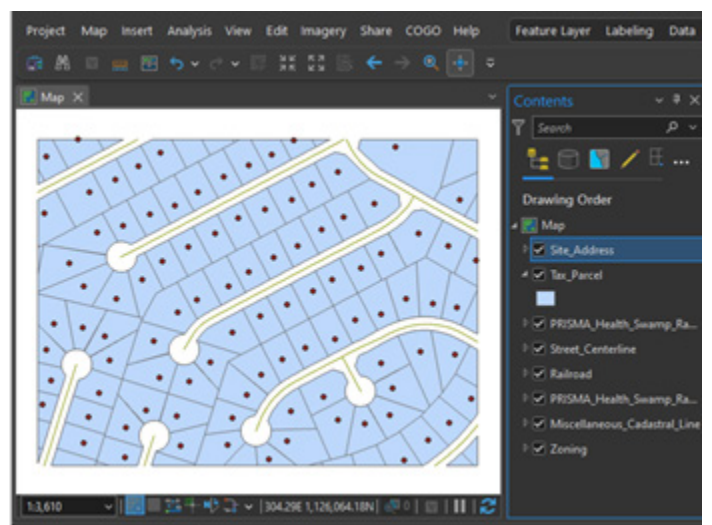 Project Map Insert Analysis View Edit Imagery Share COGO Help Feature Layer Labeling Data
Map
Contents
Search
Drawing Order
Map
Site_Address
Tax_Parcel
PRISMA_Health_Swamp_Ra...
Street_Centerline
Railroad
PRISMA_Health_Swamp_Ra...
Miscellaneous_Cadastral_Line
Zoning
1:3,610 304.29E 1,126,064.18N 0